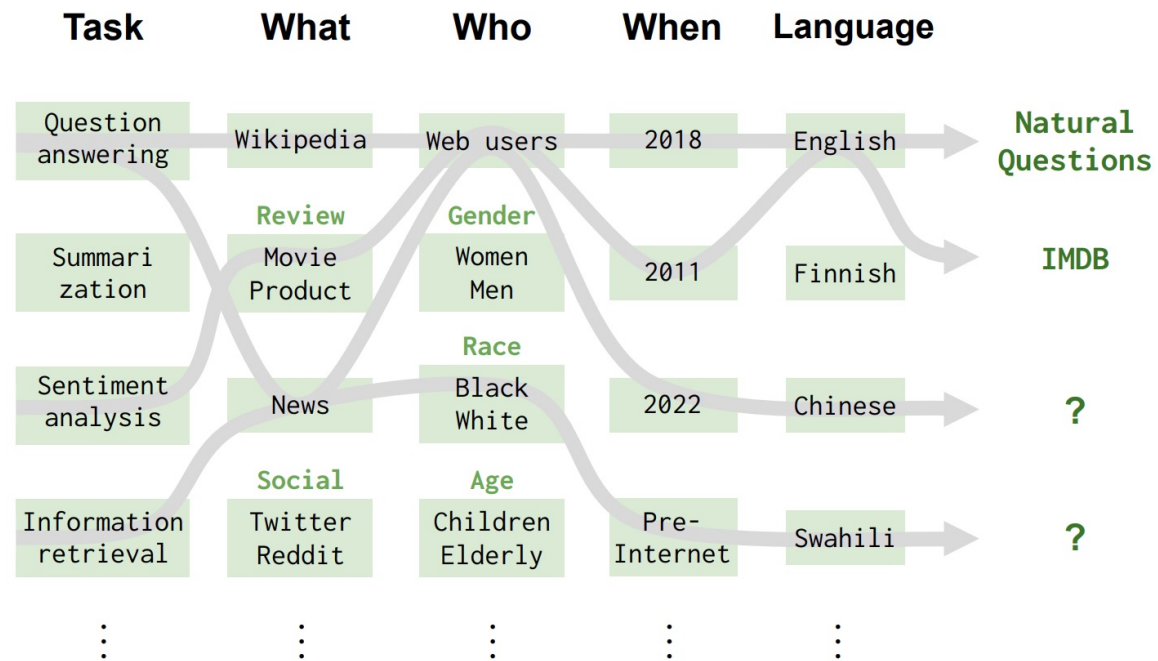 Task What Who When Language
Question
answering
Wikipedia
Web users
2018
English
Natural
Questions
Summari
zation
Review
Movie
Product
Gender
Women
Men
2011
Finnish
IMDB
Sentiment
analysis
News
Race
Black
White
2022
Chinese
?
Information
retrieval
Social
Twitter
Reddit
Age
Children
Elderly
Pre-
Internet
Swahili
?